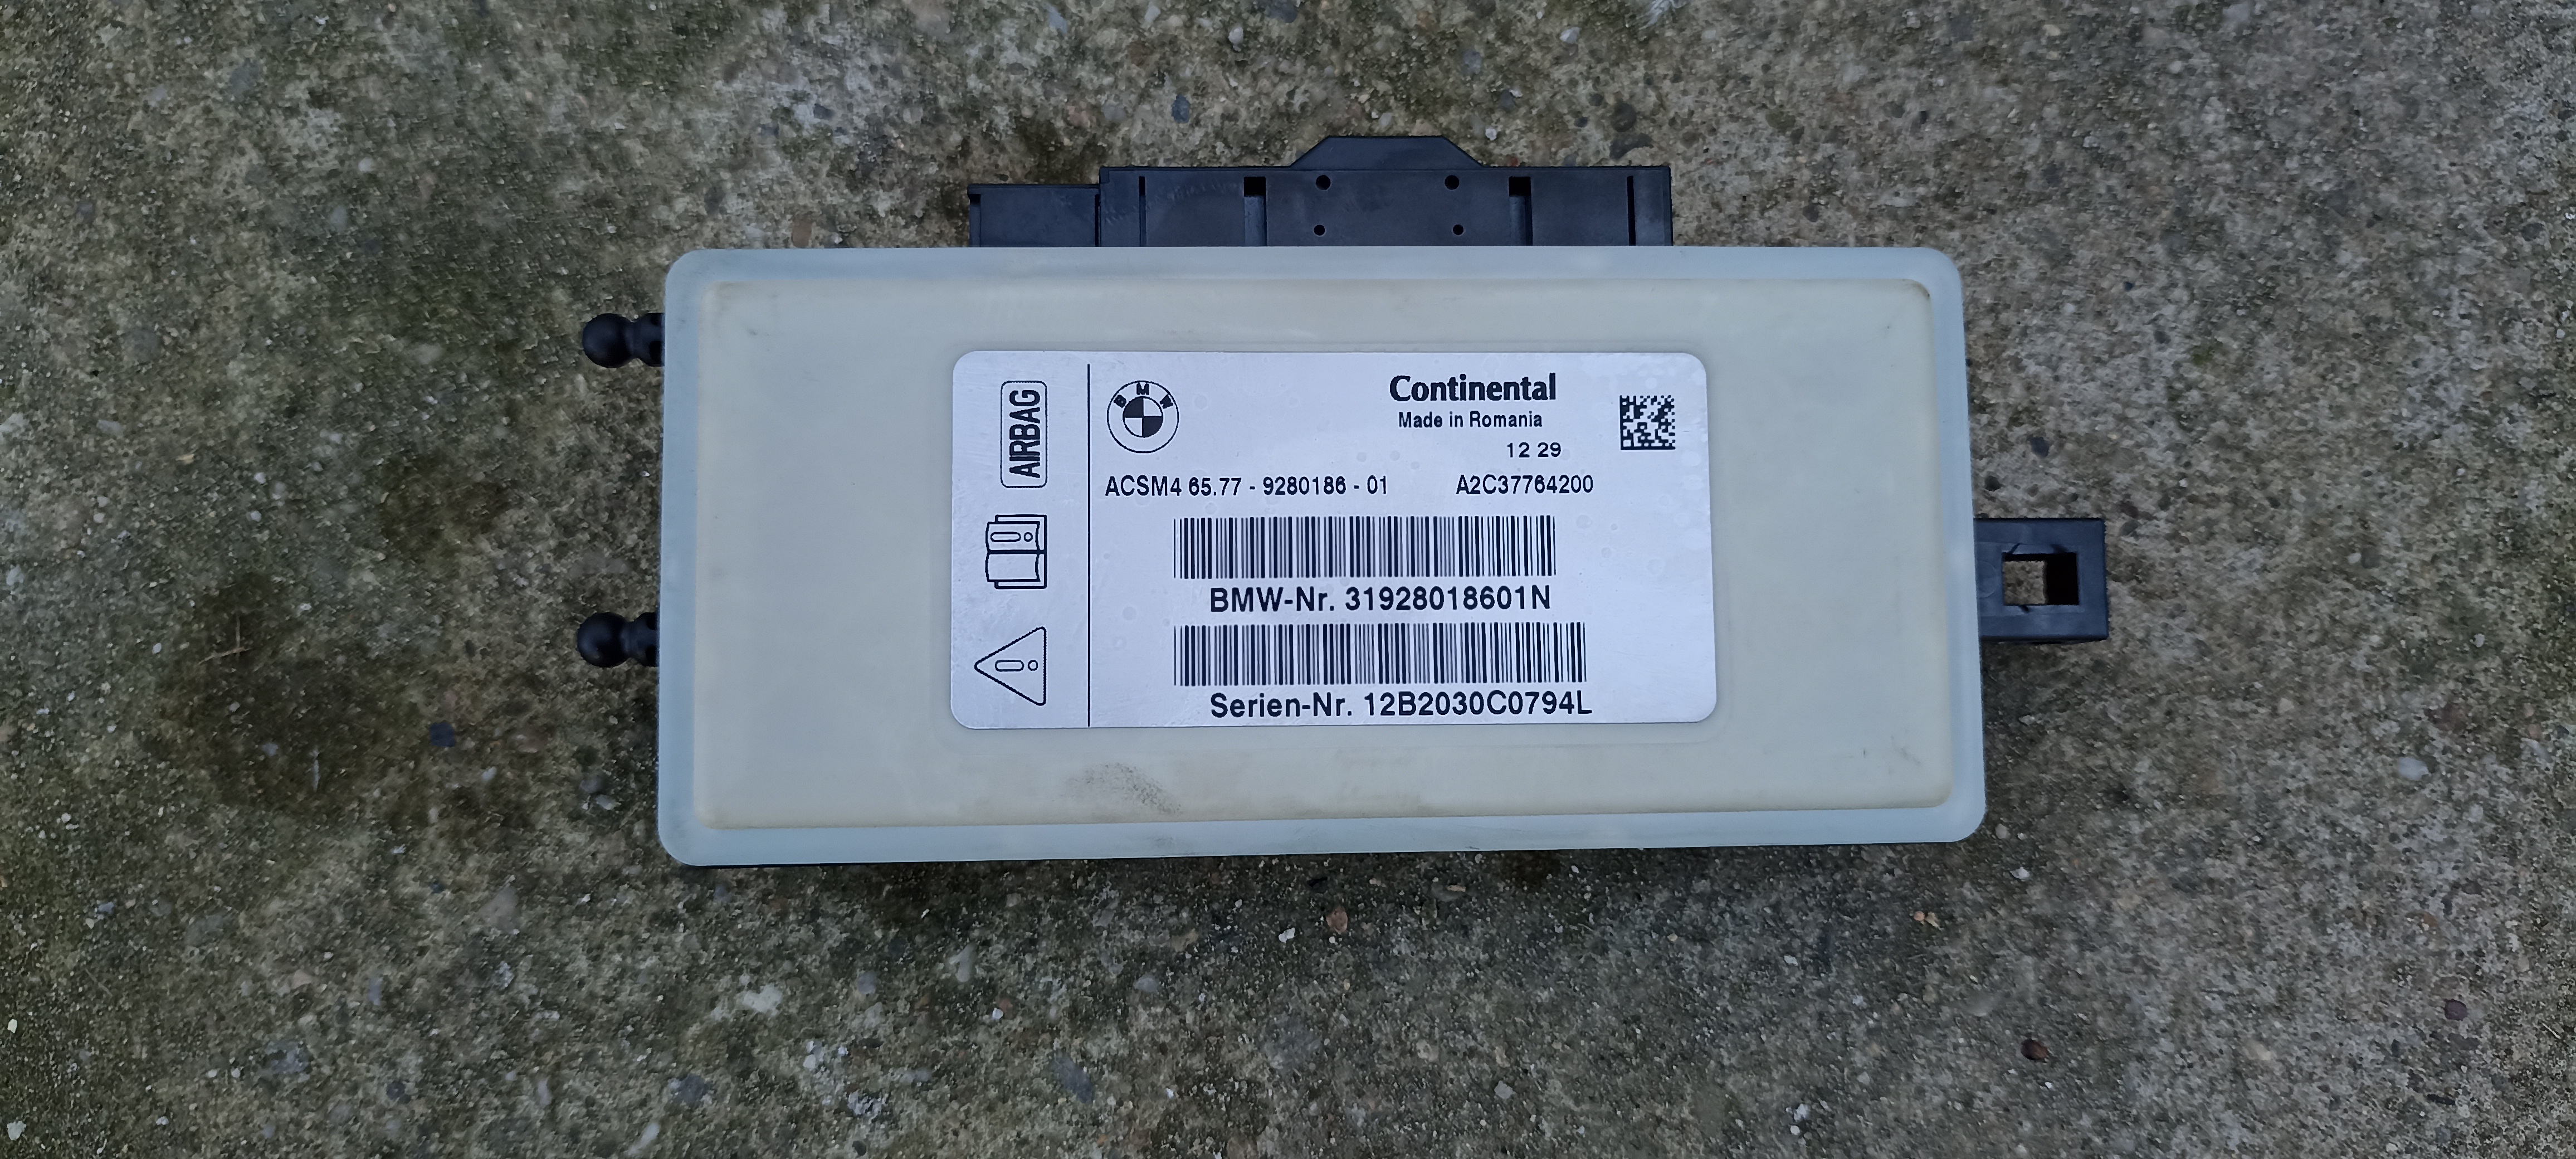 AIRBAG
BMW
Continental
Made in Romania
12 29
ACSM4 65.77 - 9280186 - 01 A2C37764200
BMW-Nr. 31928018601N
Serien-Nr. 12B2030C0794L